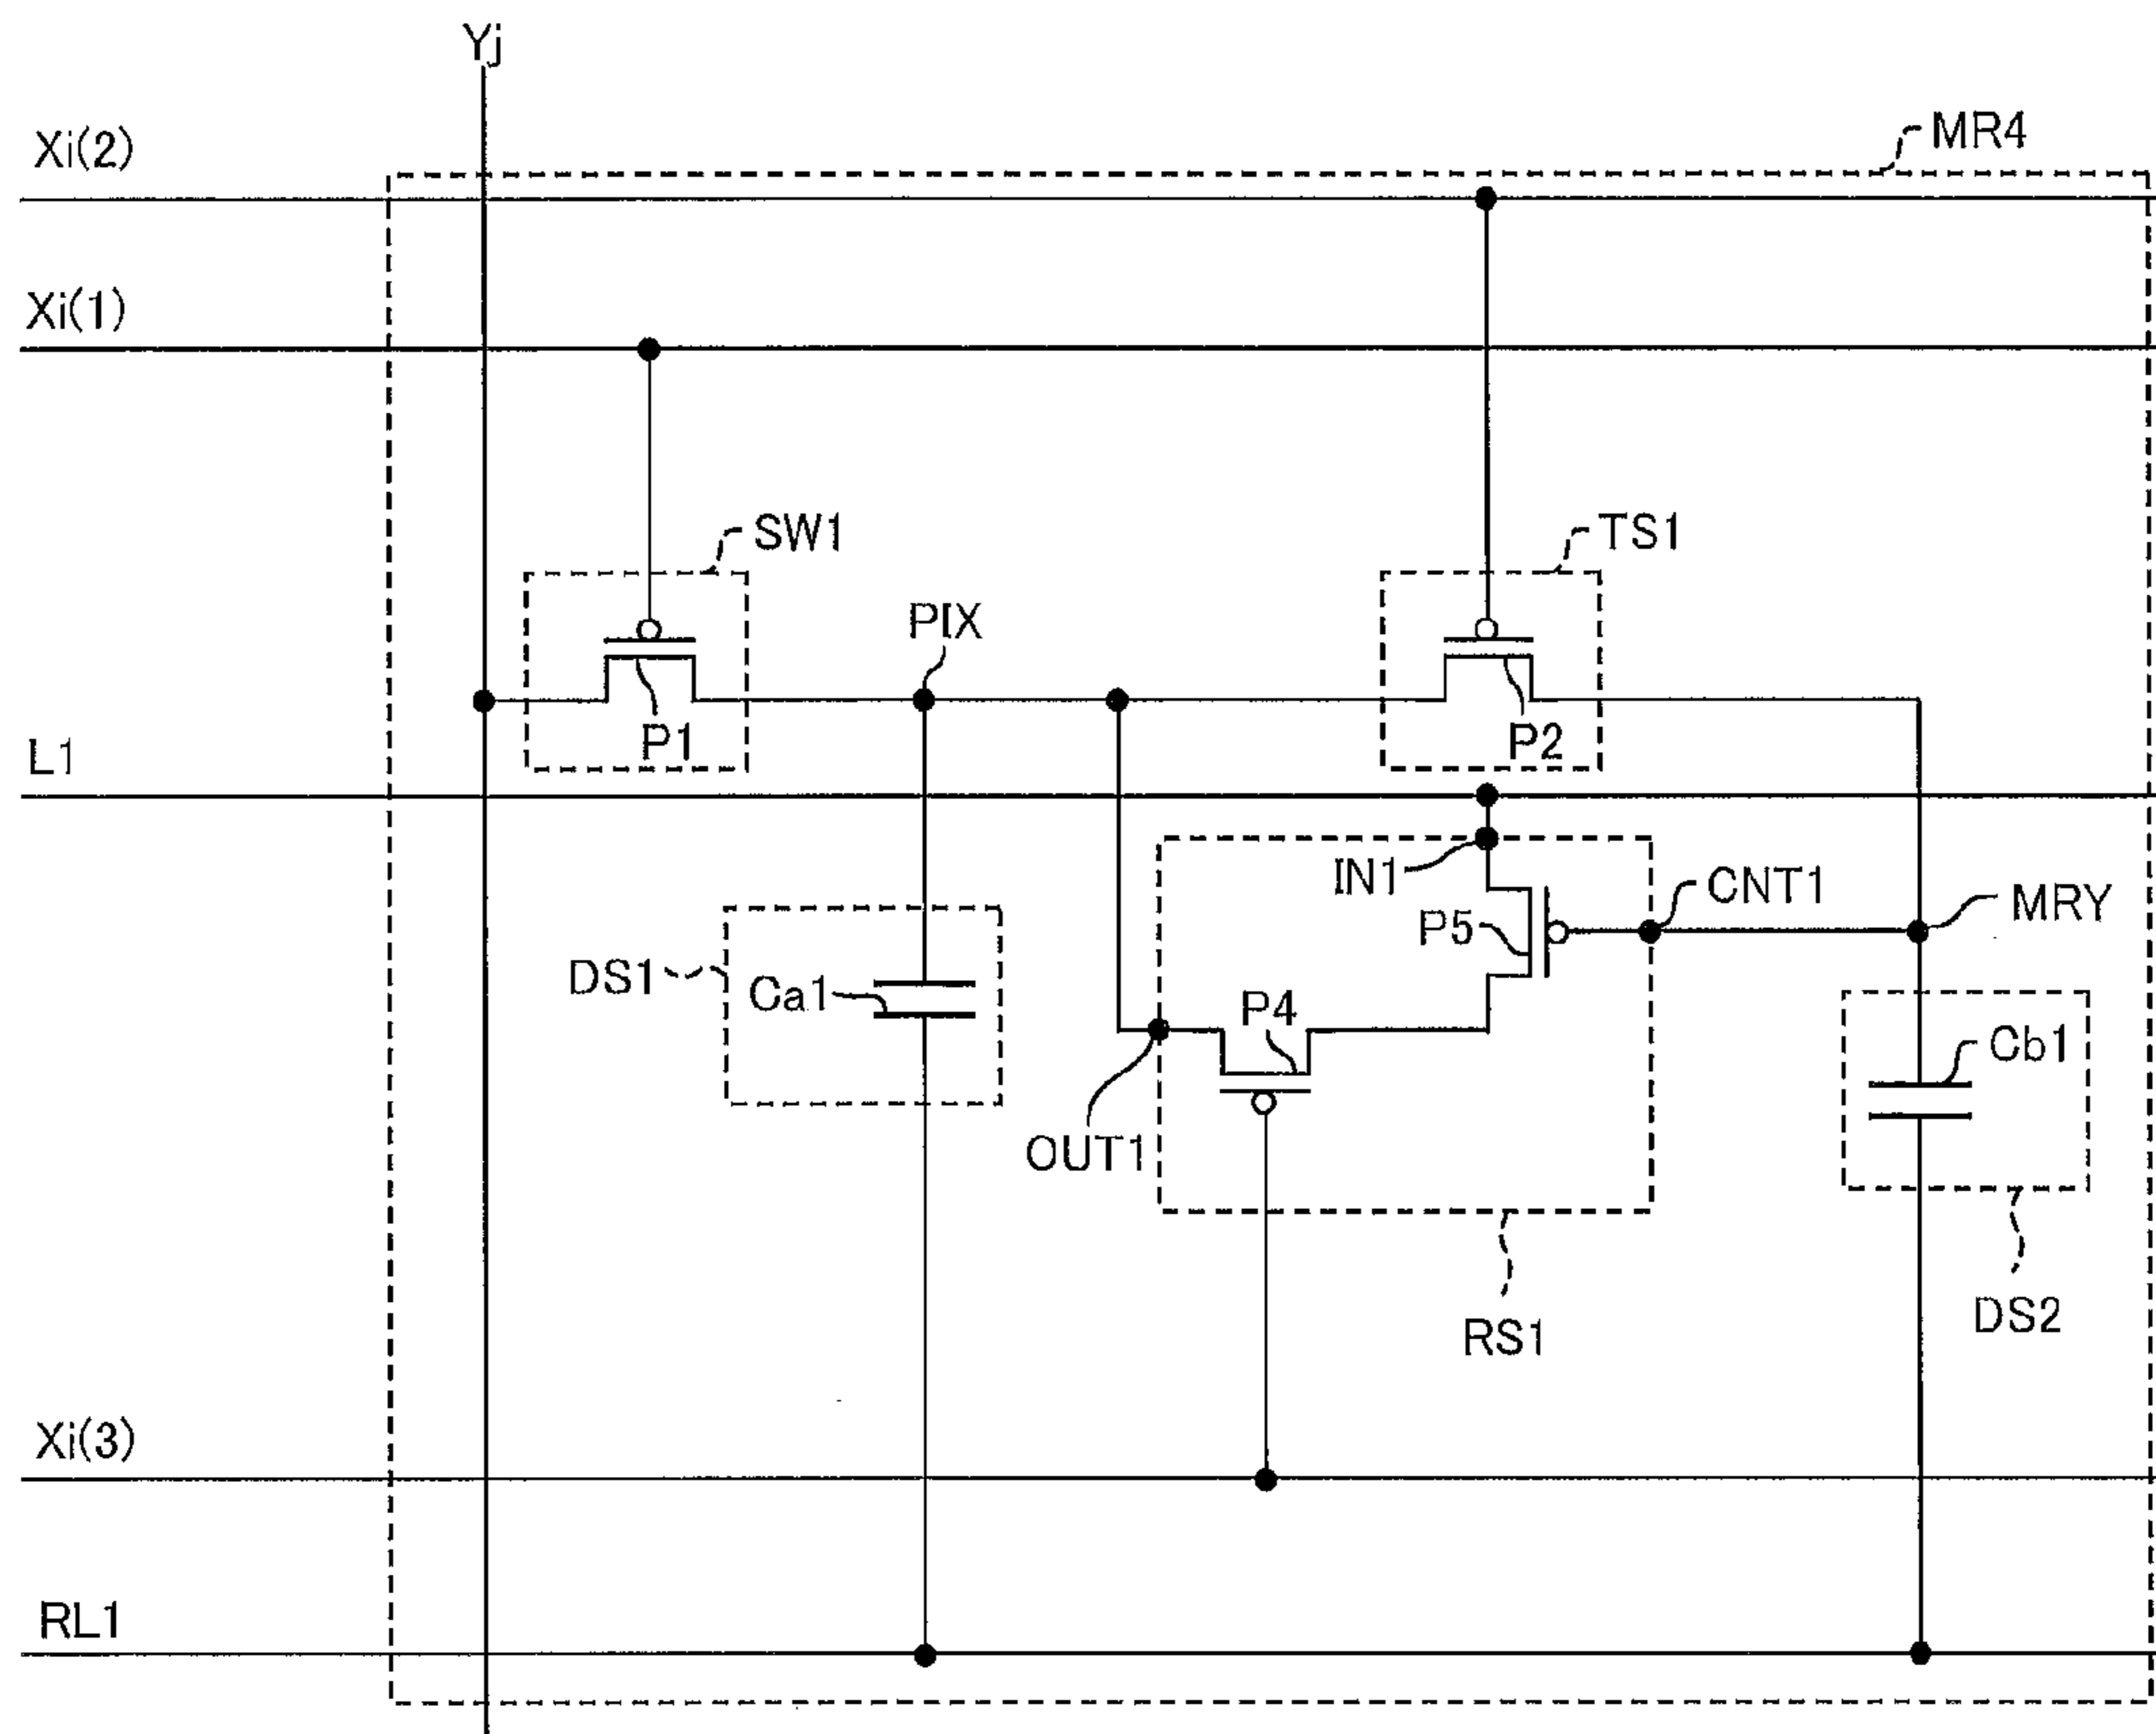 Yj
Xi(2)
MR4
Xi(1)
SW1
TS1
PIX
P1
P2
L1
IN1
CNT1
MRY
P5
DS1
Ca1
P4
Cb1
OUT1
RS1
DS2
Xi(3)
RL1